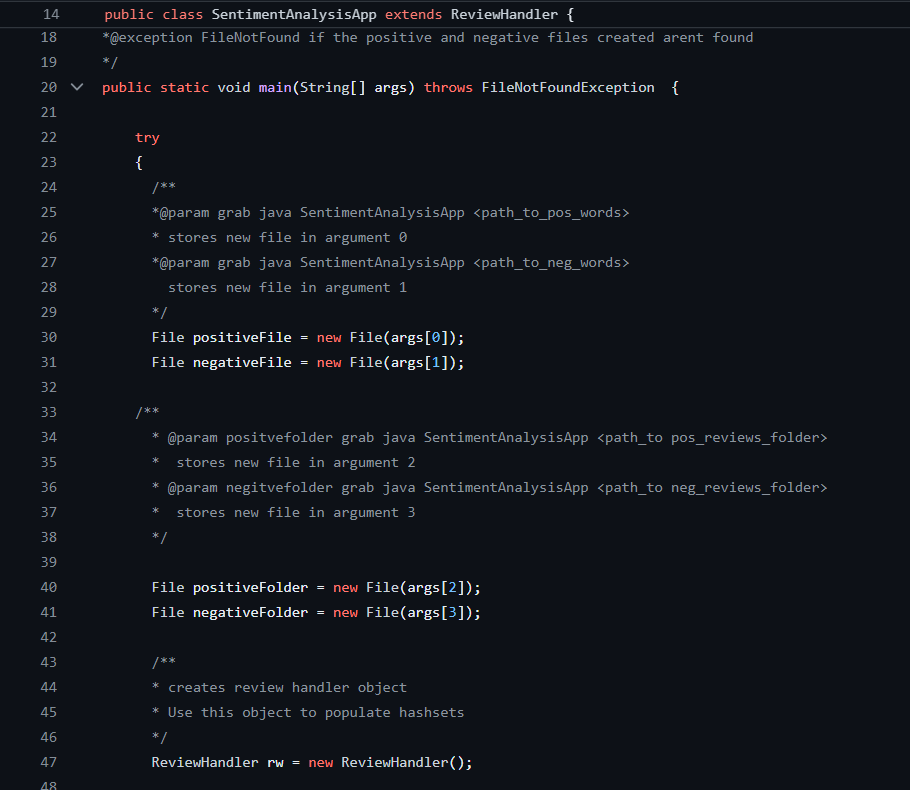 14 public class SentimentAnalysisApp extends ReviewHandler {
18 *@exception FileNotFound if the positive and negative files created arent found
19 */
20 public static void main(String[] args) throws FileNotFoundException  {
21
22 try
23 {
24 /**
25 *@param grab java SentimentAnalysisApp <path_to_pos_words>
26 * stores new file in argument 0
27 *@param grab java SentimentAnalysisApp <path_to_neg_words>
28 stores new file in argument 1
29 */
30 File positiveFile = new File(args[0]);
31 File negativeFile = new File(args[1]);
32
33 /**
34 * @param positvefolder grab java SentimentAnalysisApp <path_to pos_reviews_folder>
35 *  stores new file in argument 2
36 * @param negitvefolder grab java SentimentAnalysisApp <path_to neg_reviews_folder>
37 *  stores new file in argument 3
38 */
39
40 File positiveFolder = new File(args[2]);
41 File negativeFolder = new File(args[3]);
42
43 /**
44 * creates review handler object
45 * Use this object to populate hashsets
46 */
47 ReviewHandler rw = new ReviewHandler();
48